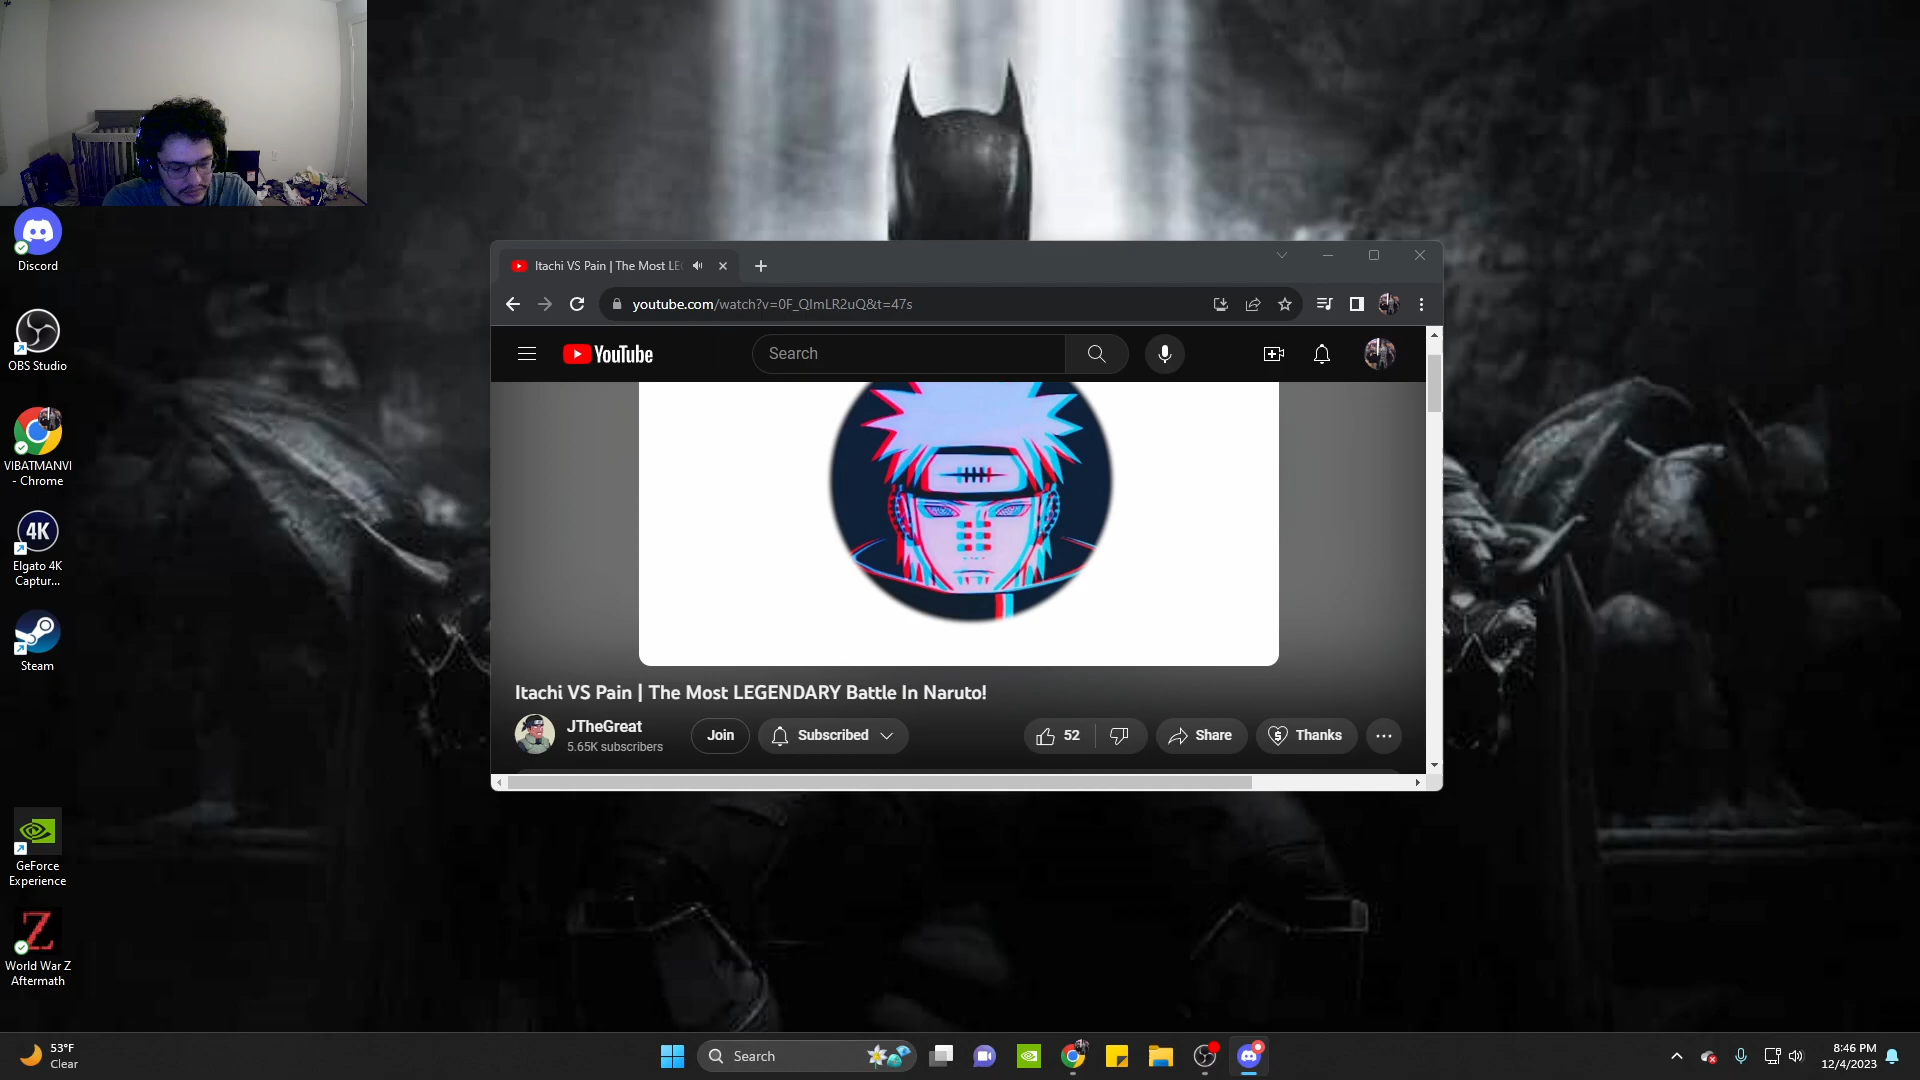 Discord
OBS Studio
VIBATMANVI
- Chrome
4K
Elgato 4K
Captur...
Steam
GeForce
Experience
Z
World War Z
Aftermath
Itachi VS Pain | The Most LE
youtube.com/watch?v=0F_QlmLR2uQ&t=47s
YouTube
Search
Itachi VS Pain | The Most LEGENDARY Battle In Naruto!
JTheGreat
5.65K subscribers
Join
Subscribed
52
Share
Thanks
53°F
Clear
Search
8:46 PM
12/4/2023